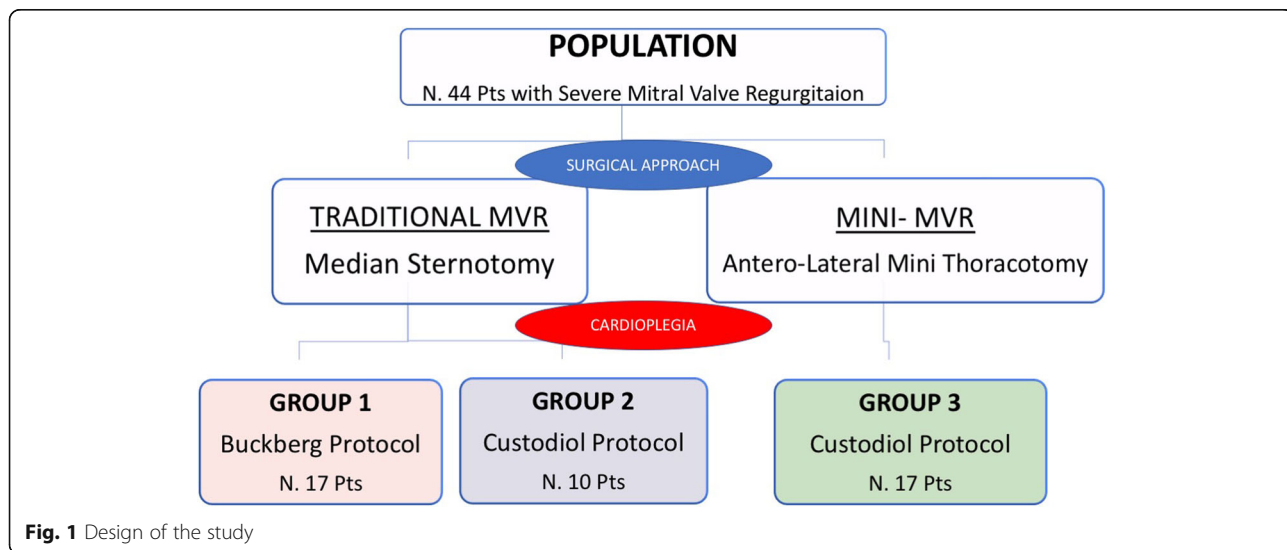 POPULATION
N. 44 Pts with Severe Mitral Valve Regurgitaion
SURGICAL APPROACH
TRADITIONAL MVR
Median Sternotomy
MINI- MVR
Antero-Lateral Mini Thoracotomy
CARDIOPLEGIA
GROUP 1
Buckberg Protocol
N. 17 Pts
GROUP 2
Custodiol Protocol
N. 10 Pts
GROUP 3
Custodiol Protocol
N. 17 Pts
Fig. 1 Design of the study